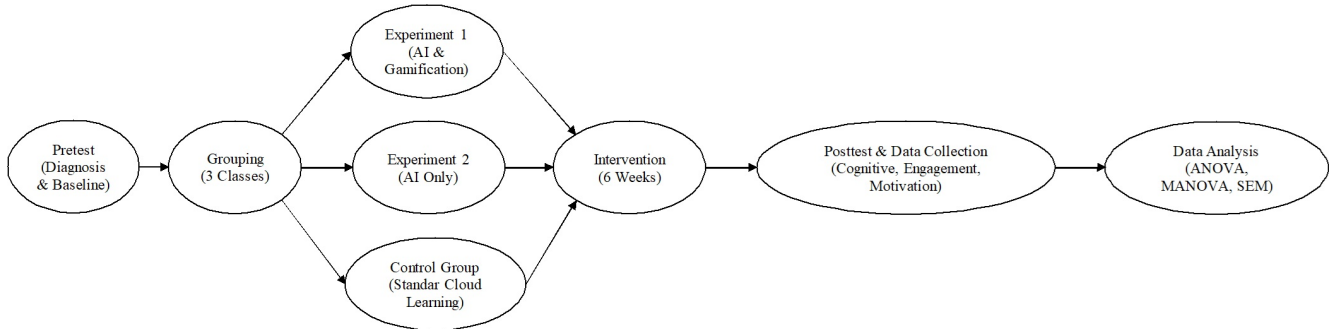 Pretest
(Diagnosis
& Baseline)
Grouping
(3 Classes)
Experiment 1
(AI &
Gamification)
Experiment 2
(AI Only)
Control Group
(Standar Cloud
Learning)
Intervention
(6 Weeks)
Posttest & Data Collection
(Cognitive, Engagement,
Motivation)
Data Analysis
(ANOVA,
MANOVA, SEM)